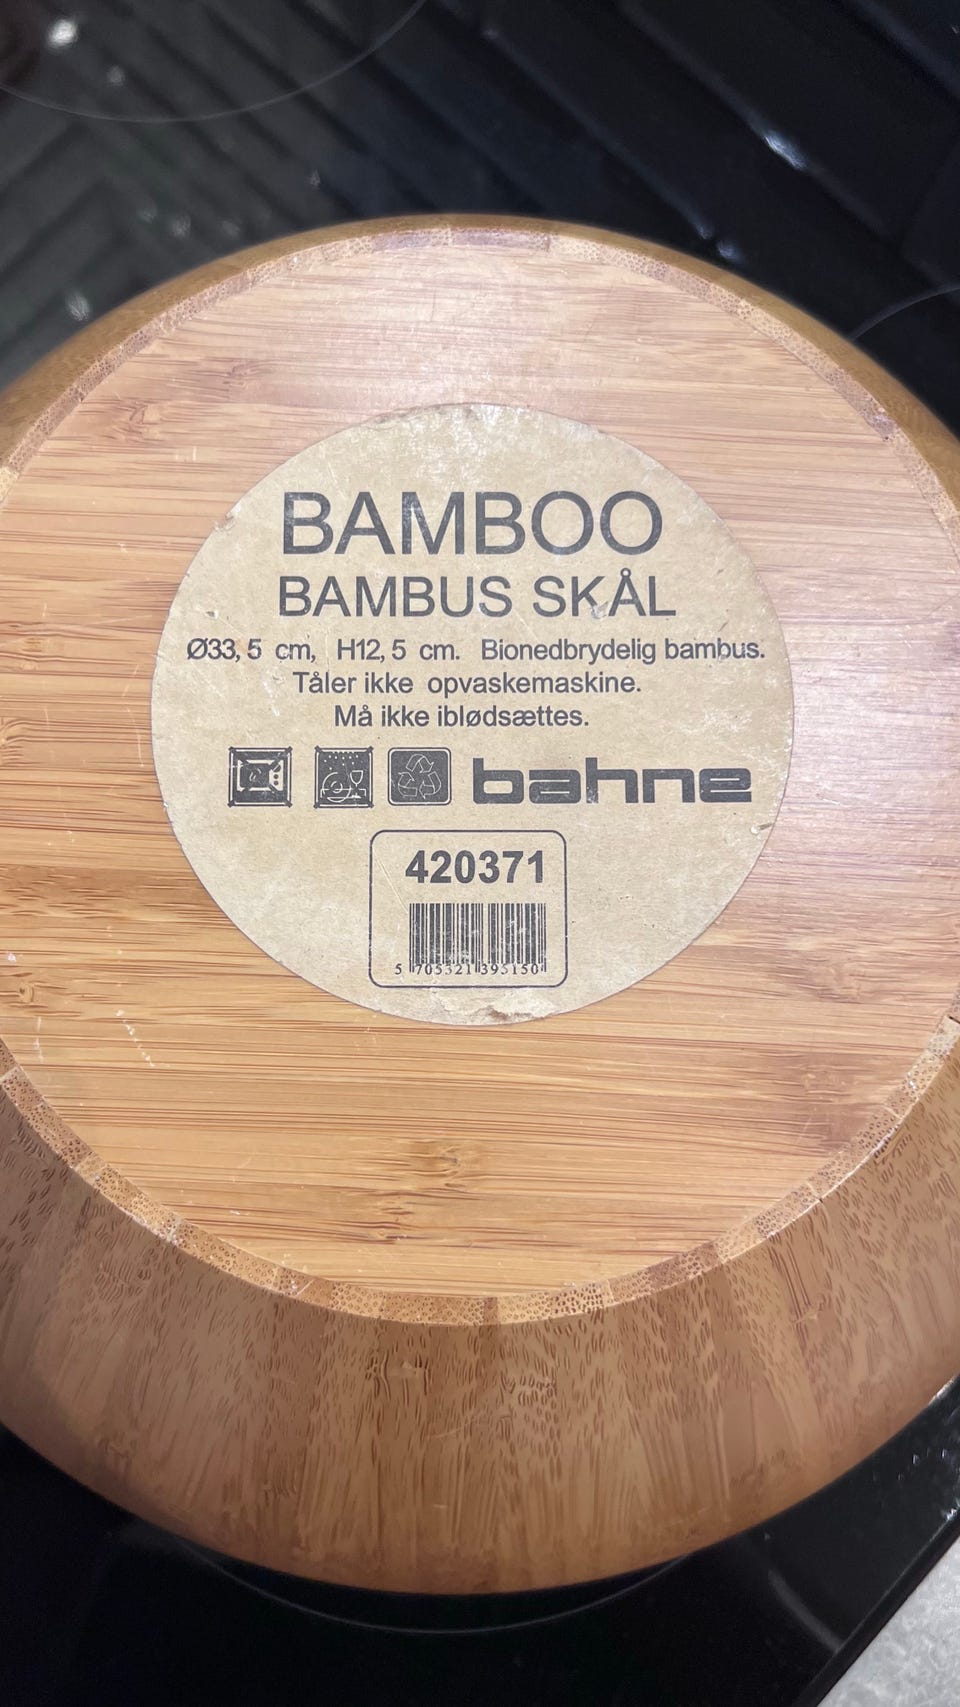 BAMBOO
BAMBUS SKÅL
Ø33,5 cm, H12,5 cm. Bionedbrydelig bambus.
Tåler ikke opvaskemaskine.
Må ikke iblødsættes.
bahne
420371
5 705321 395150